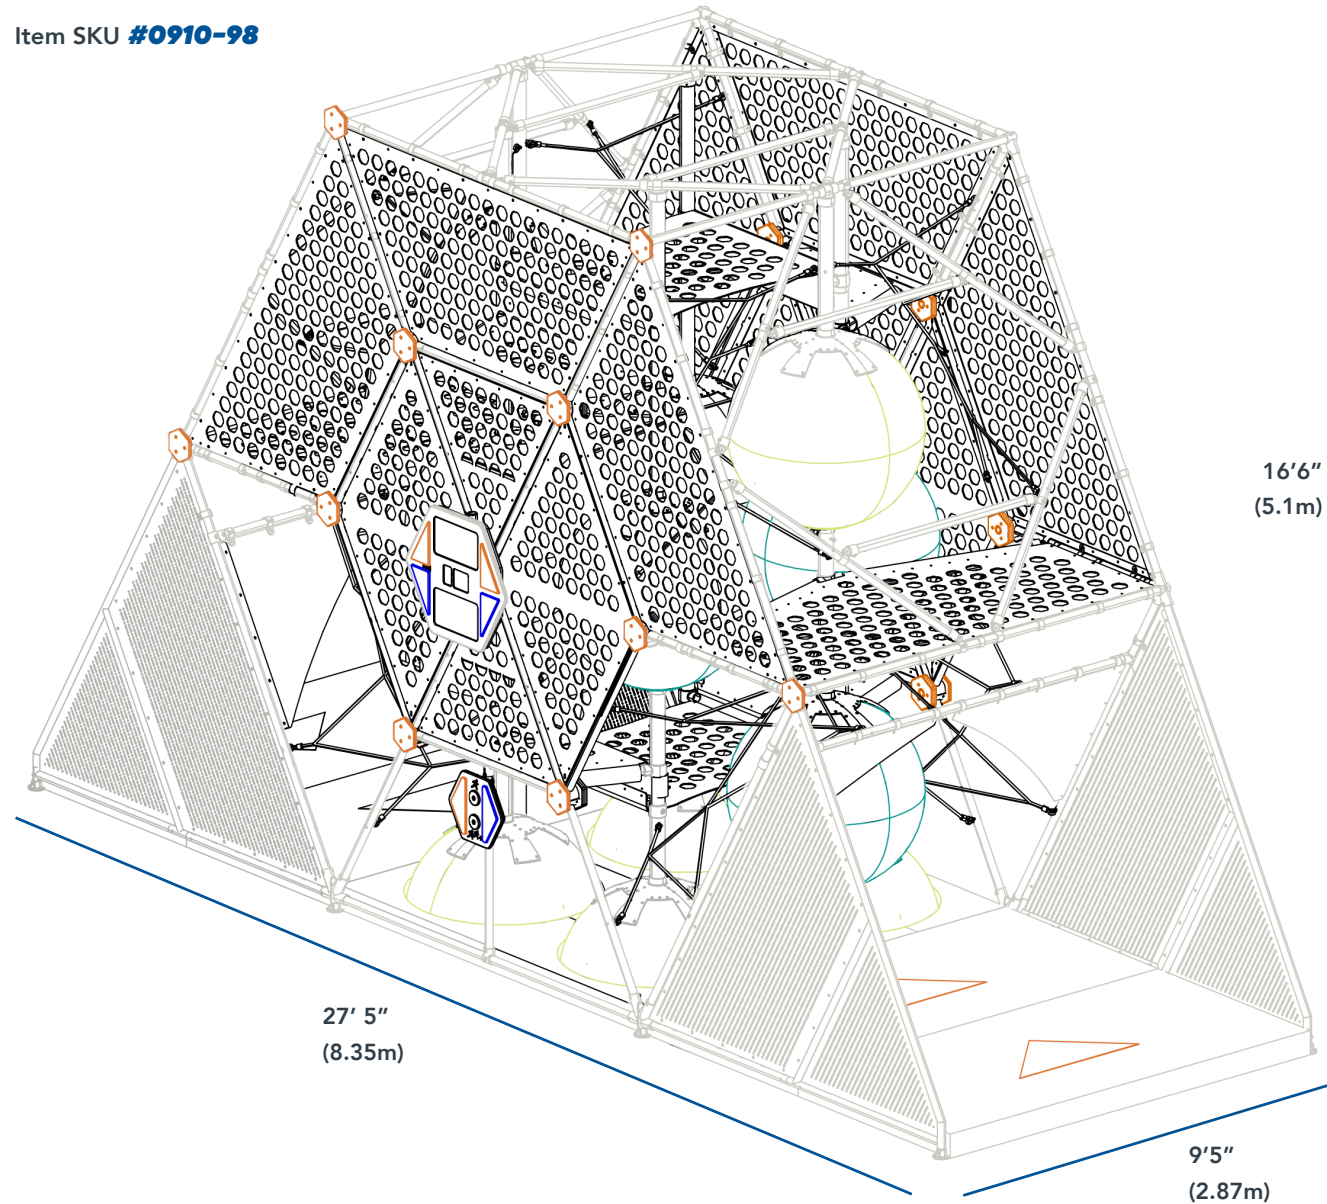 Item SKU #0910-98
16’6”
(5.1m)
27’ 5”
(8.35m)
9’5”
(2.87m)